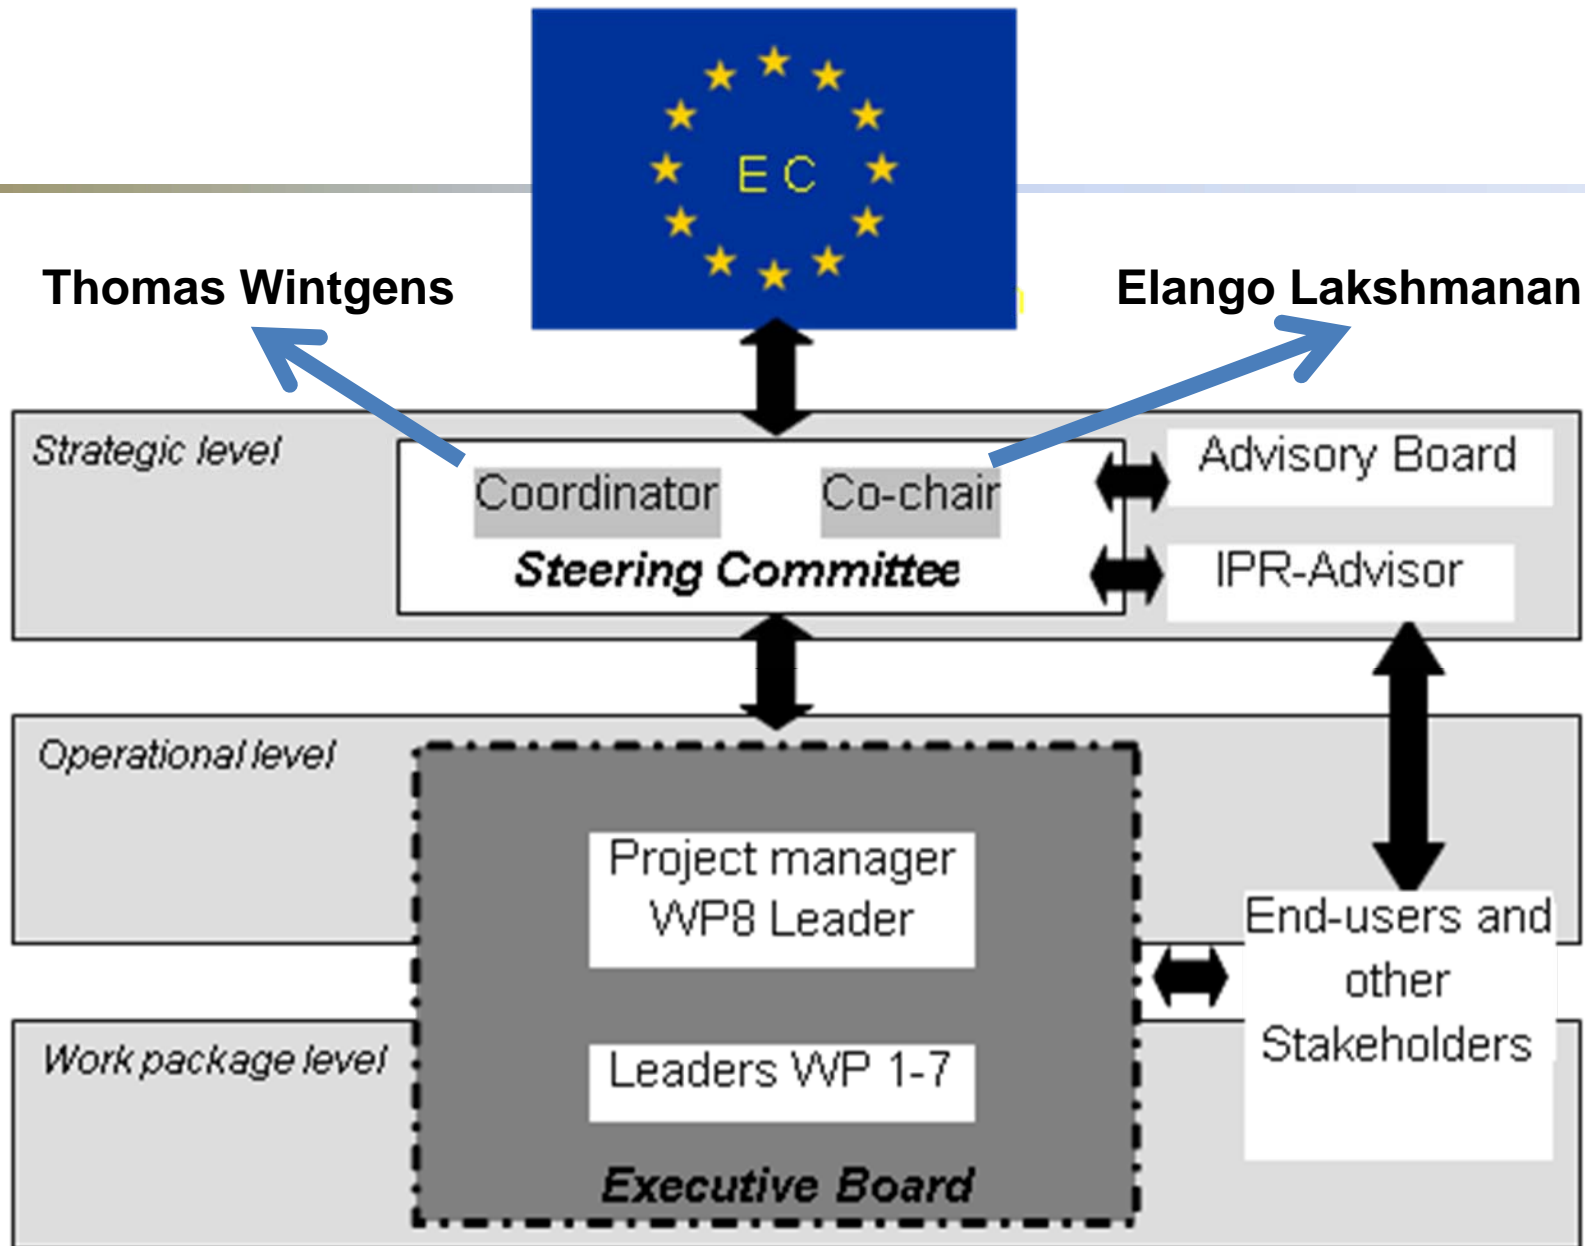 E C
Thomas Wintgens
Elango Lakshmanan
Strategic level
Coordinator
Co-chair
Steering Committee
Advisory Board
IPR-Advisor
Operational level
Project manager
WP8 Leader
End-users and
other
Stakeholders
Work package level
Leaders WP 1-7
Executive Board